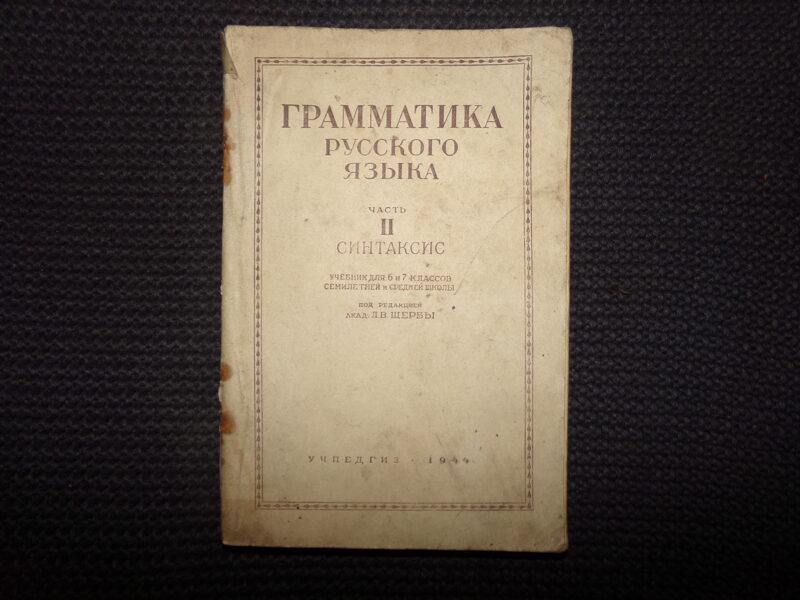 ГРАММАТИКА
РУССКОГО
ЯЗЫКА
ЧАСТЬ
II
СИНТАКСИС
УЧЕБНИК ДЛЯ 6 и 7 КЛАССОВ
СЕМИЛЕТНЕЙ и СРЕДНЕЙ ШКОЛЫ
ПОД РЕДАКЦИЕЙ
АКАД. Л.В. ЩЕРБЫ
УЧПЕДГИЗ · 1944